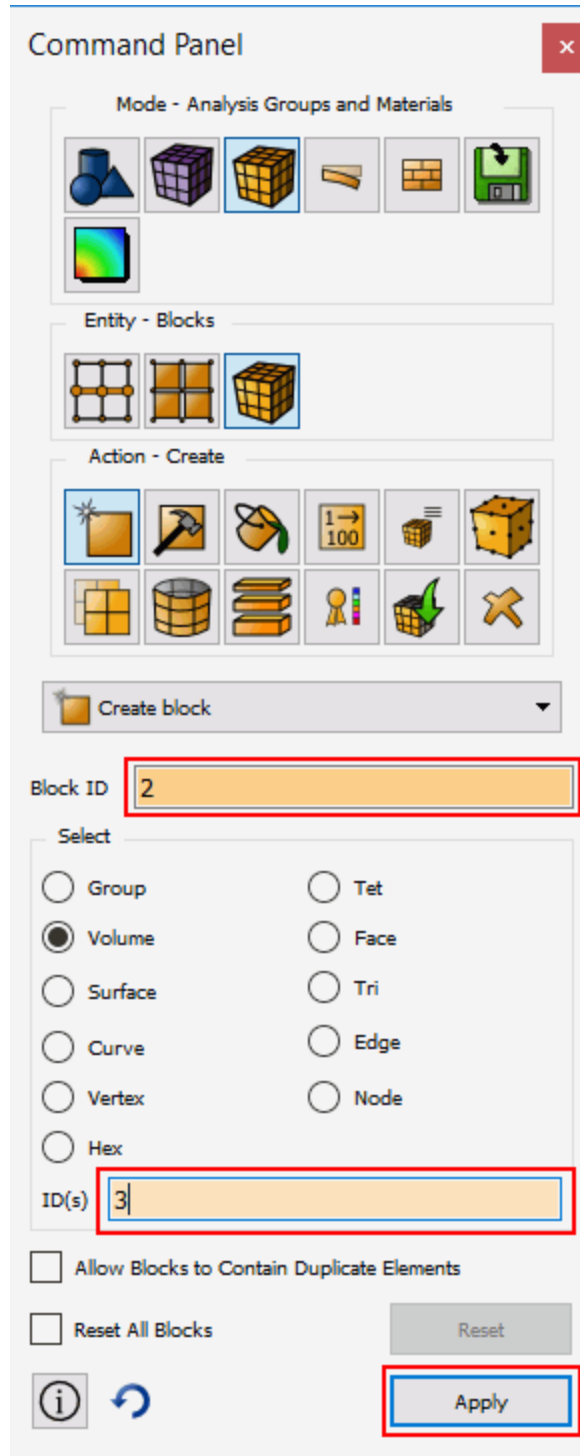 Command Panel
×
Mode - Analysis Groups and Materials
Entity - Blocks
Action - Create
1→
100
Create block
Block ID 2
Select
Group Tet
Volume Face
Surface Tri
Curve Edge
Vertex Node
Hex
ID(s) 3
Allow Blocks to Contain Duplicate Elements
Reset All Blocks Reset
i Apply